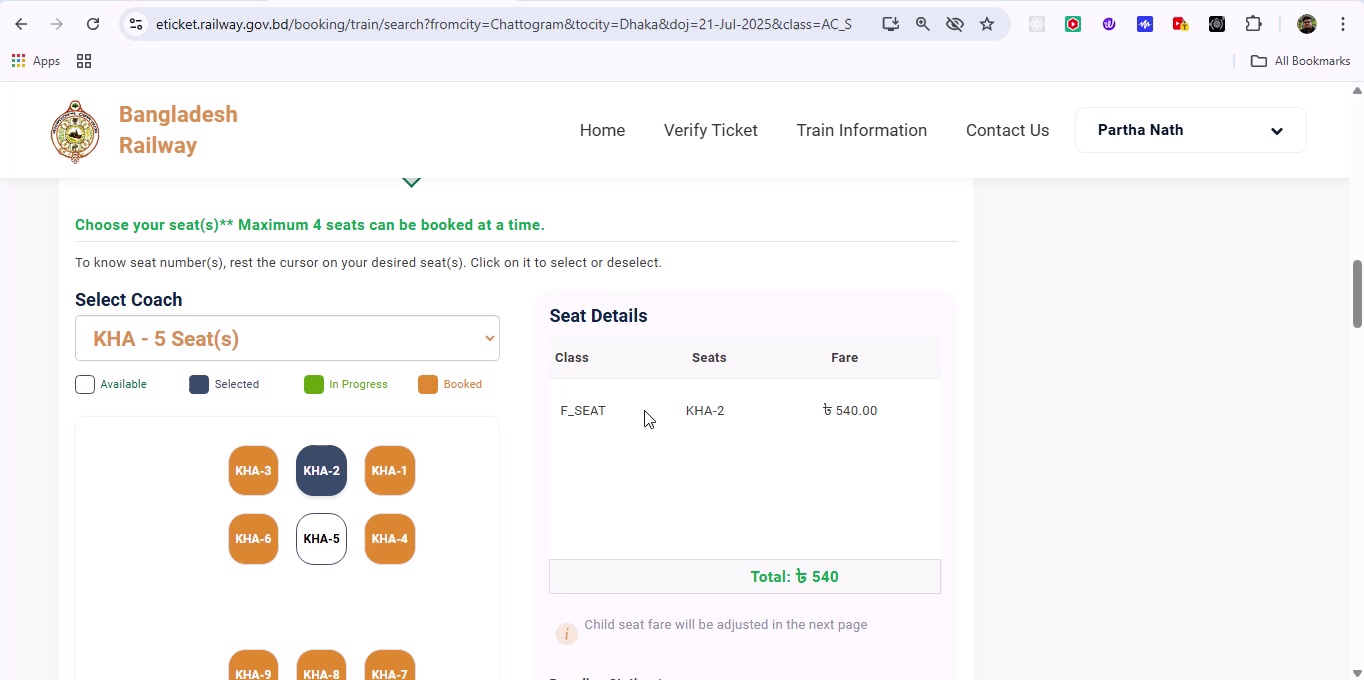 eticket.railway.gov.bd/booking/train/search?fromcity=Chattogram&tocity=Dhaka&doj=21-Jul-2025&class=AC_S
Apps
All Bookmarks
Bangladesh
Railway
Home
Verify Ticket
Train Information
Contact Us
Partha Nath
Choose your seat(s)** Maximum 4 seats can be booked at a time.
To know seat number(s), rest the cursor on your desired seat(s). Click on it to select or deselect.
Select Coach
KHA - 5 Seat(s)
Available
Selected
In Progress
Booked
KHA-3 KHA-2 KHA-1
KHA-6 KHA-5 KHA-4
KHA-9 KHA-8 KHA-7
Seat Details
Class Seats Fare
F_SEAT KHA-2 ৳ 540.00
Total: ৳ 540
i Child seat fare will be adjusted in the next page